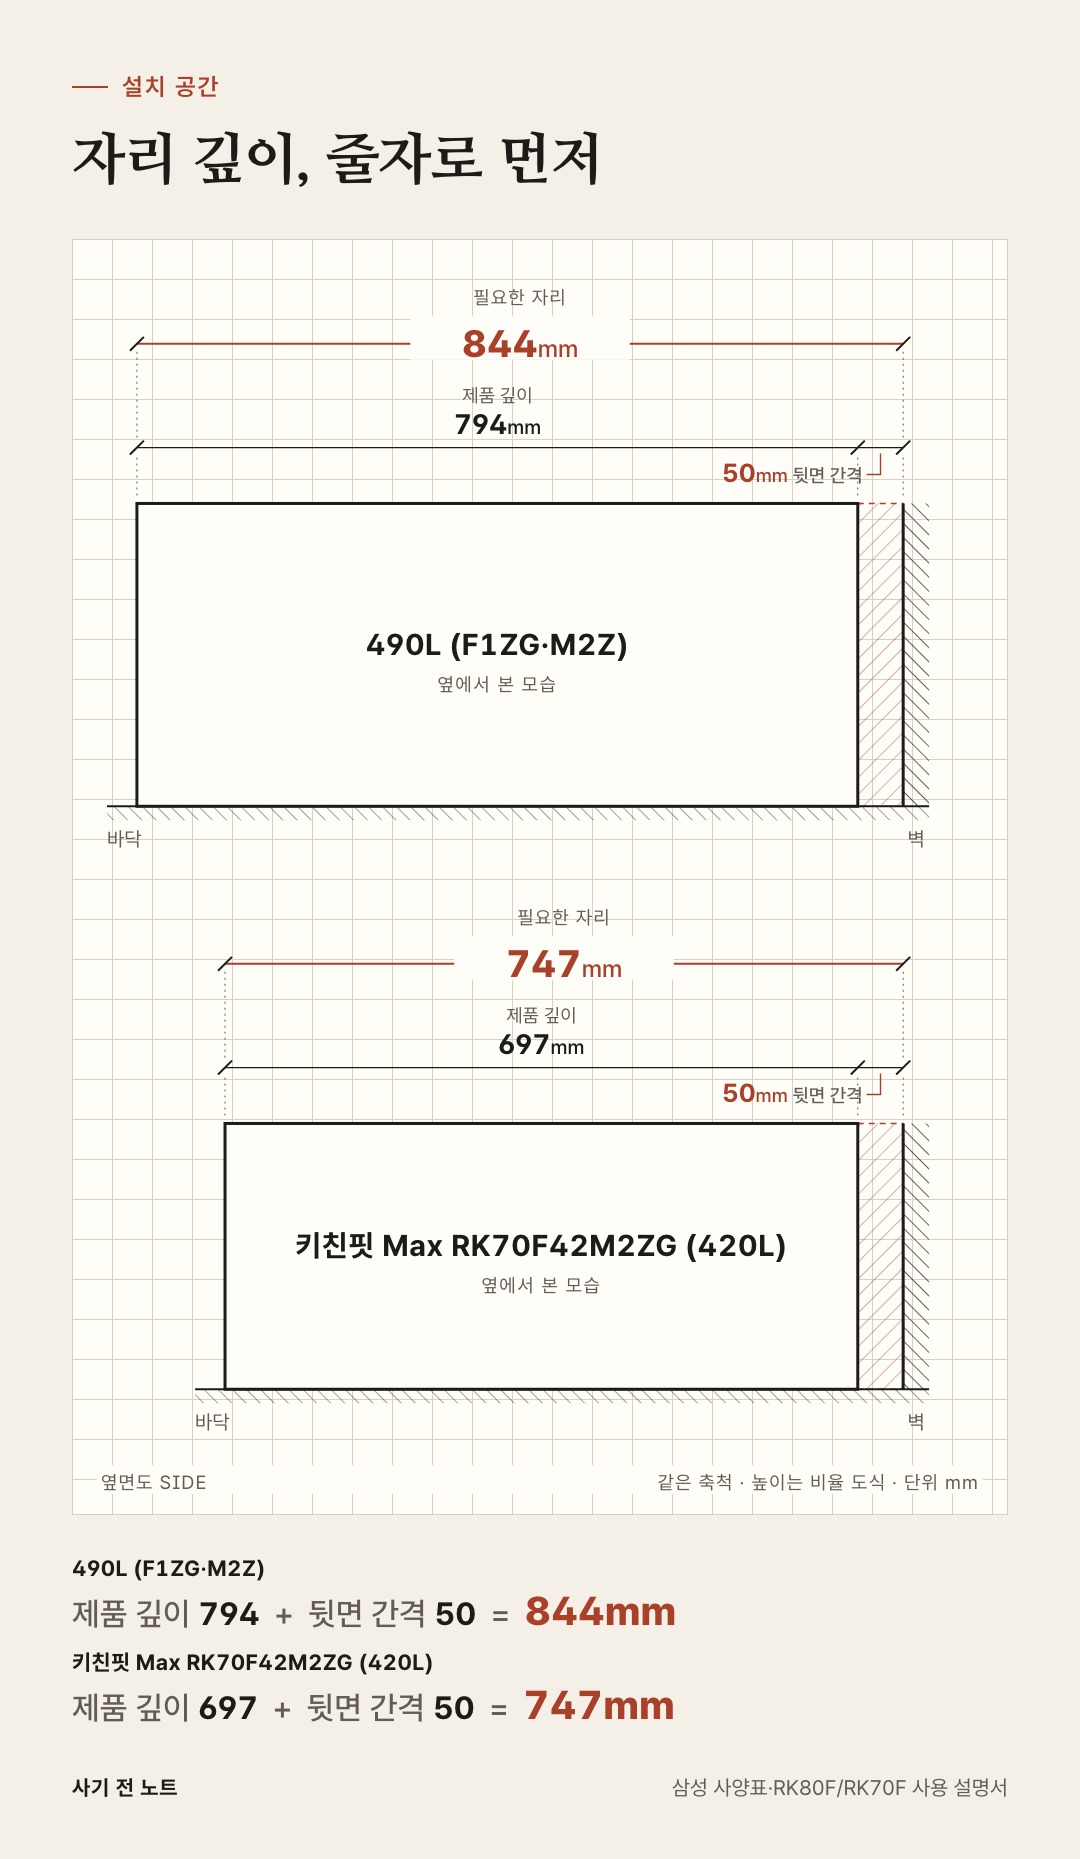 설치 공간
자리 깊이, 줄자로 먼저
필요한 자리
844mm
제품 깊이
794mm
50mm 뒷면 간격
490L (F1ZG·M2Z)
옆에서 본 모습
바닥
벽
필요한 자리
747mm
제품 깊이
697mm
50mm 뒷면 간격
키친핏 Max RK70F42M2ZG (420L)
옆에서 본 모습
바닥
벽
옆면도 SIDE
같은 축척 · 높이는 비율 도식 · 단위 mm
490L (F1ZG·M2Z)
제품 깊이 794 + 뒷면 간격 50 = 844mm
키친핏 Max RK70F42M2ZG (420L)
제품 깊이 697 + 뒷면 간격 50 = 747mm
사기 전 노트
삼성 사양표·RK80F/RK70F 사용 설명서